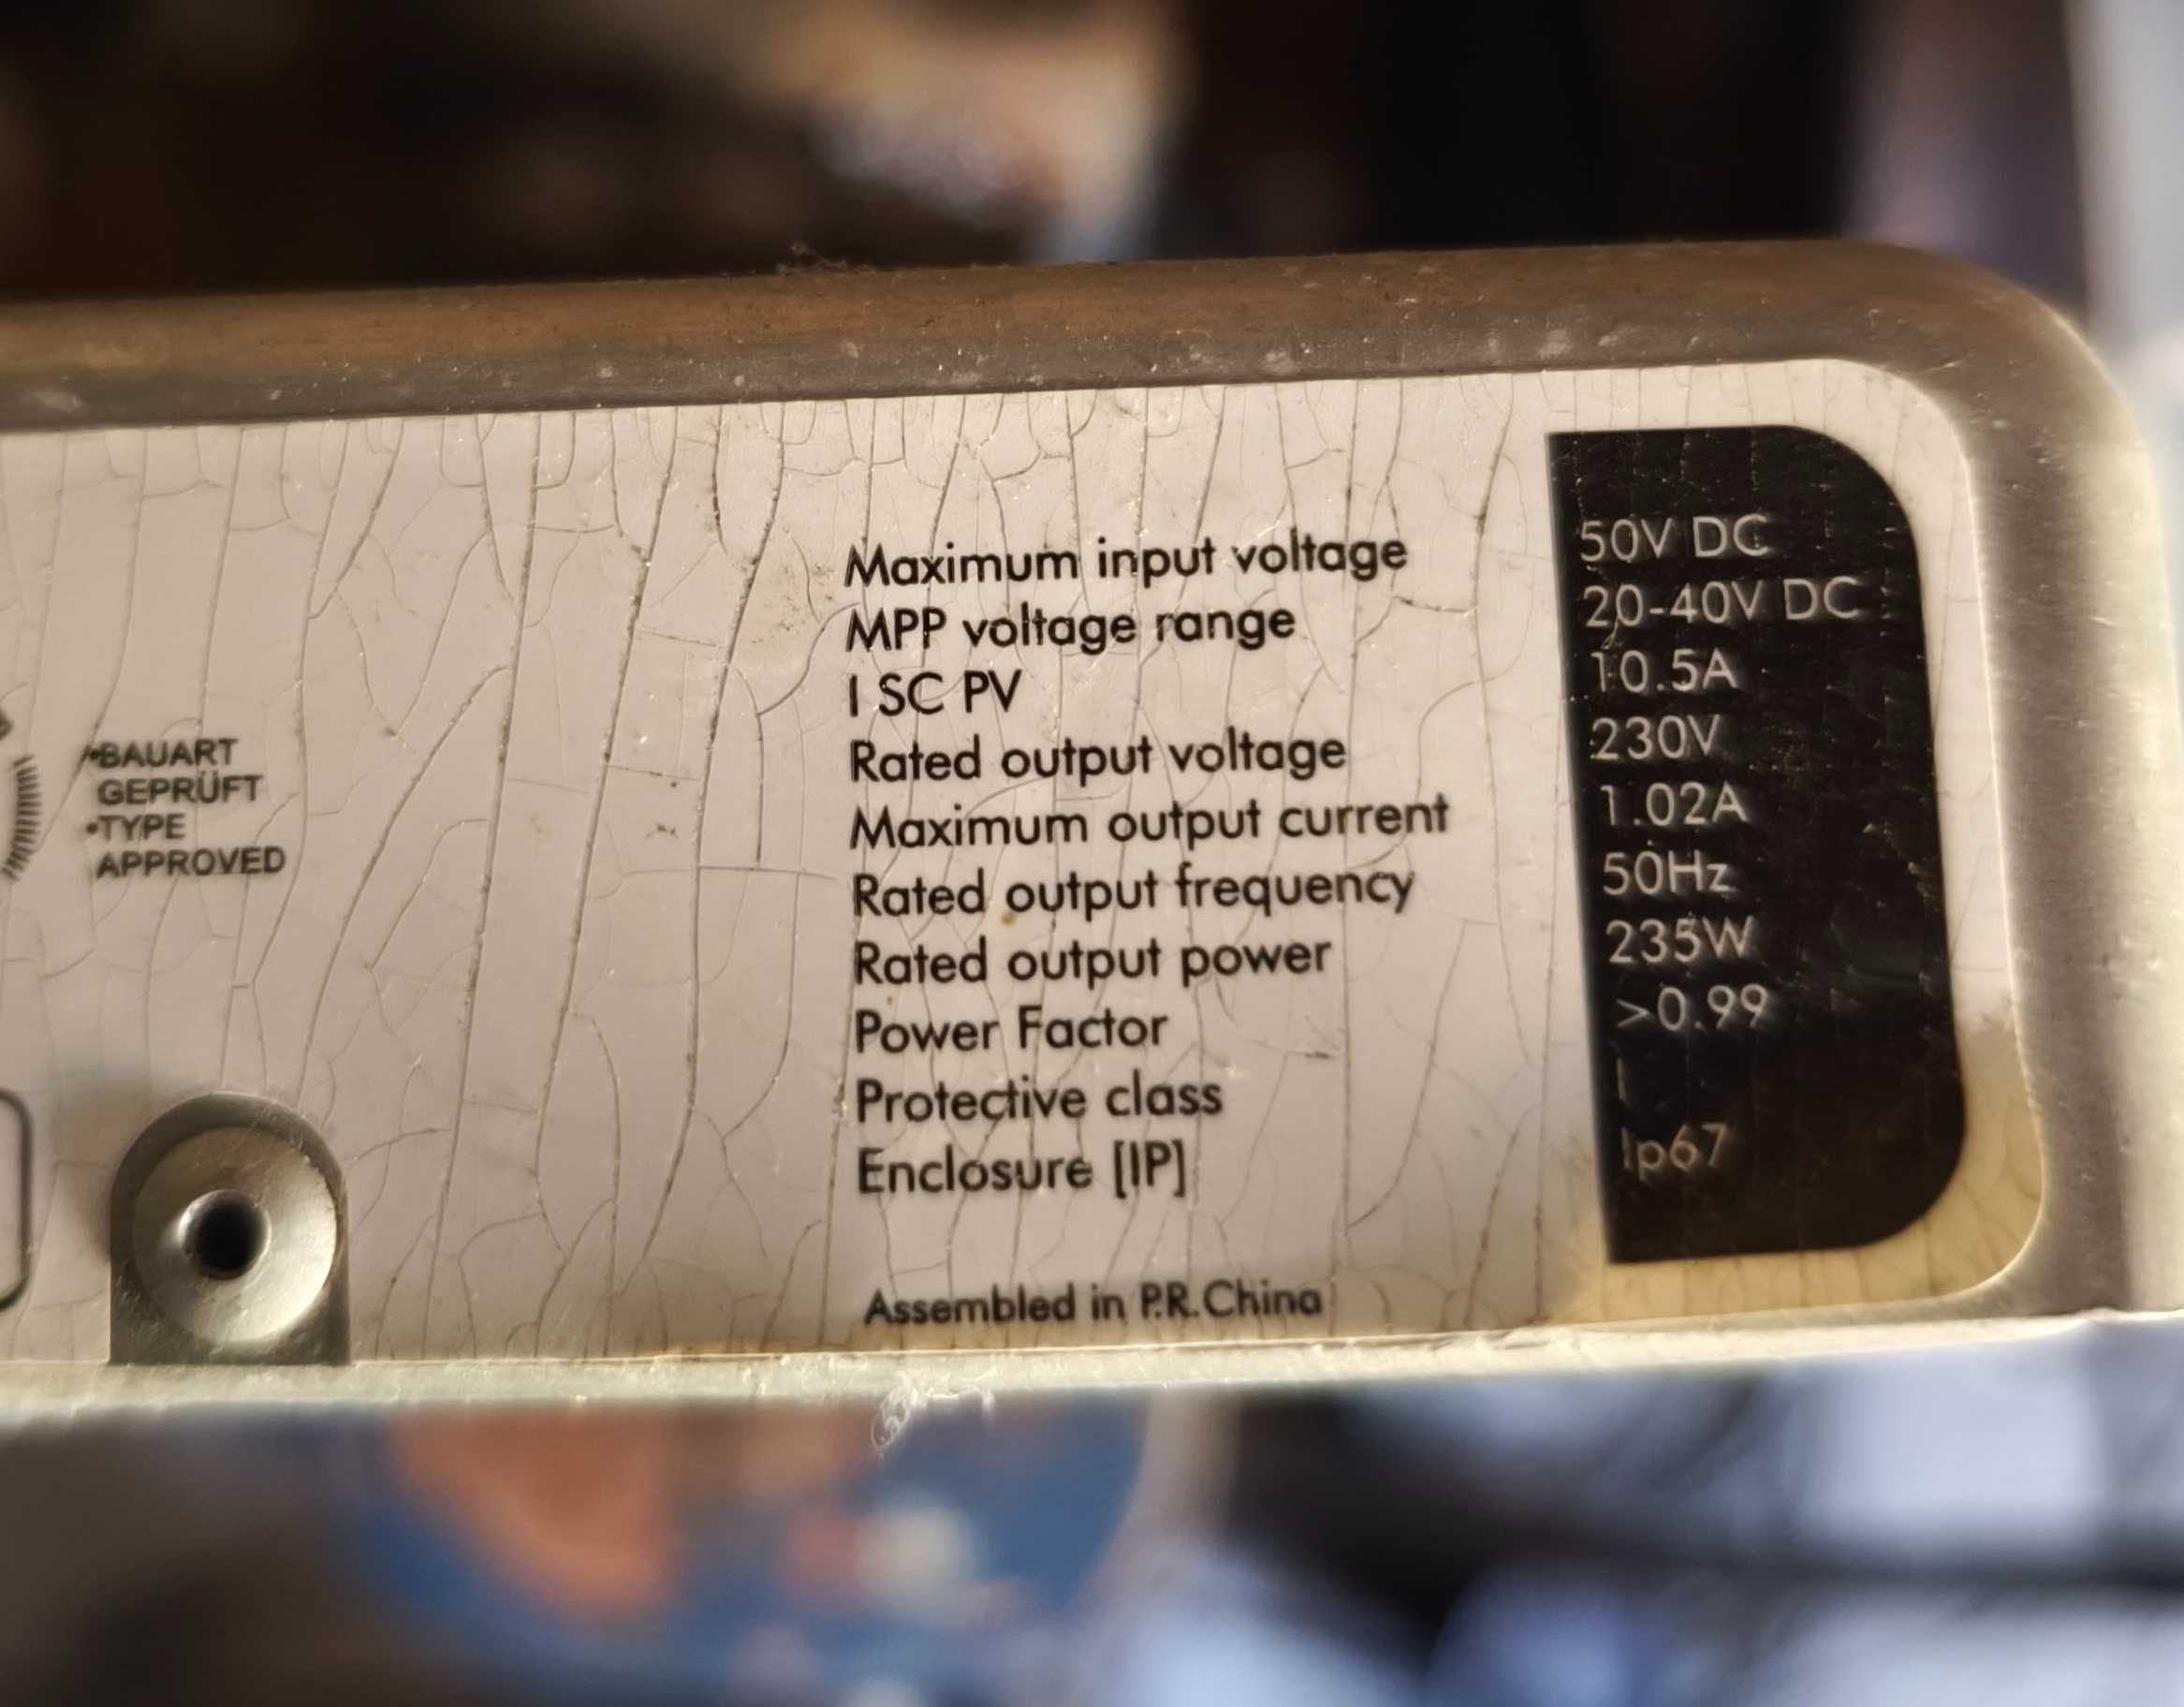 •BAUART
GEPRÜFT
•TYPE
APPROVED
Maximum input voltage 50V DC
MPP voltage range 20-40V DC
I SC PV 10.5A
Rated output voltage 230V
Maximum output current 1.02A
Rated output frequency 50Hz
Rated output power 235W
Power Factor >0.99
Protective class I
Enclosure [IP] Ip67
Assembled in P.R.China